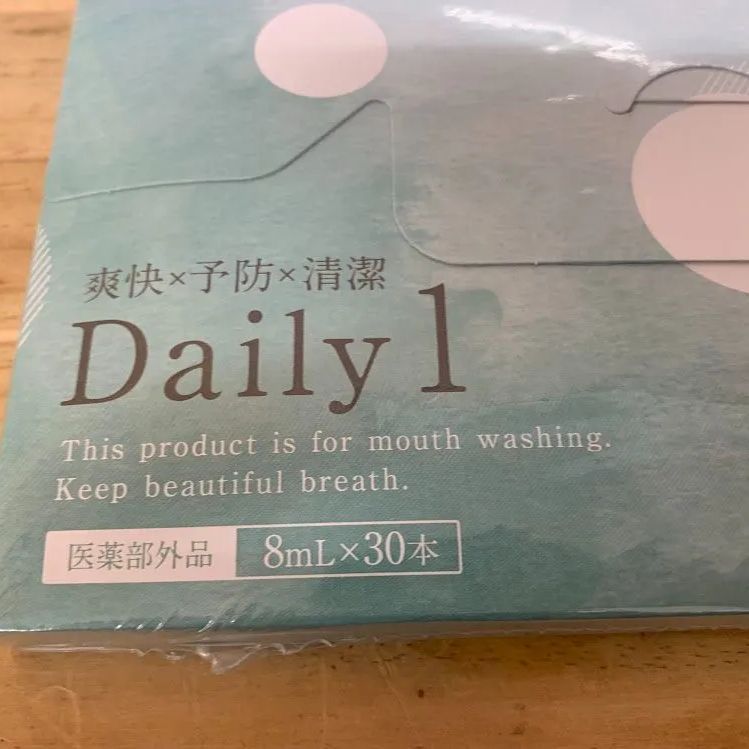 爽快×予防×清潔
Daily 1
This product is for mouth washing.
Keep beautiful breath.
医薬部外品 8mL×30本